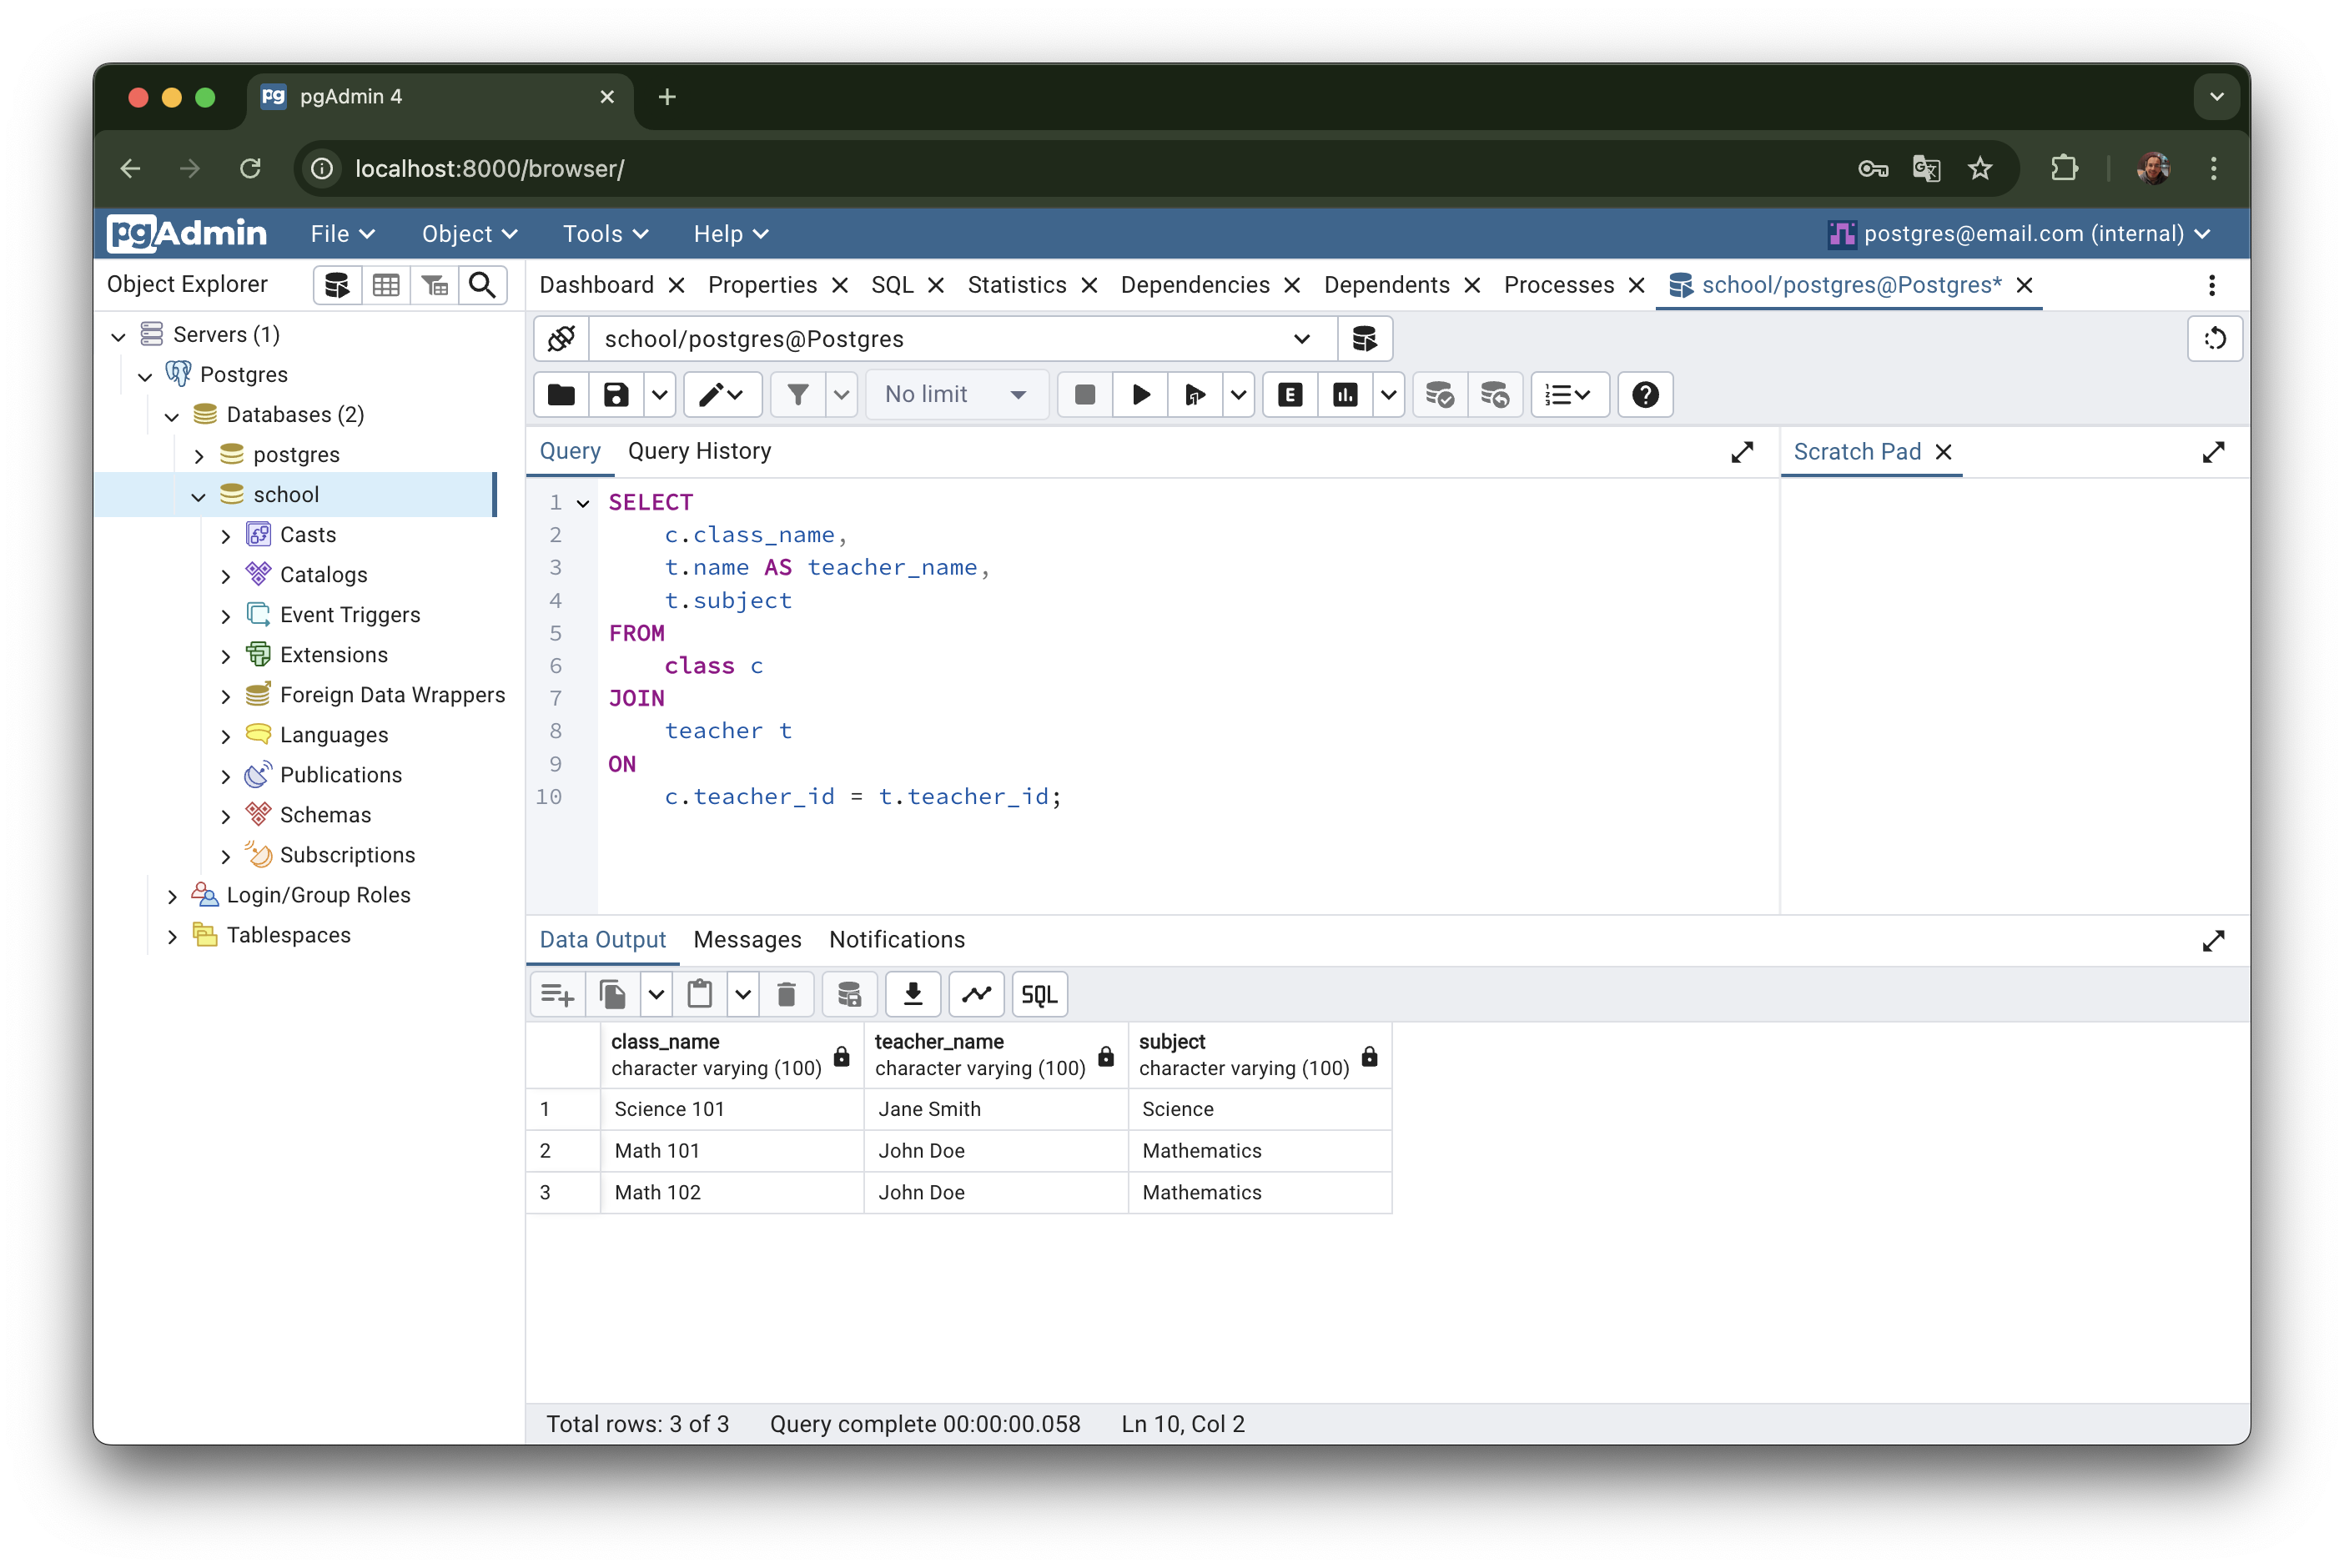 pgAdmin 4
localhost:8000/browser/
pgAdmin File Object Tools Help postgres@email.com (internal)
Object Explorer
Dashboard Properties SQL Statistics Dependencies Dependents Processes school/postgres@Postgres*
Servers (1)
Postgres
Databases (2)
postgres
school
Casts
Catalogs
Event Triggers
Extensions
Foreign Data Wrappers
Languages
Publications
Schemas
Subscriptions
Login/Group Roles
Tablespaces
school/postgres@Postgres
No limit
Query Query History
Scratch Pad
1 SELECT
2 c.class_name,
3 t.name AS teacher_name,
4 t.subject
5 FROM
6 class c
7 JOIN
8 teacher t
9 ON
10 c.teacher_id = t.teacher_id;
Data Output Messages Notifications
SQL
class_name teacher_name subject
character varying (100) character varying (100) character varying (100)
1 Science 101 Jane Smith Science
2 Math 101 John Doe Mathematics
3 Math 102 John Doe Mathematics
Total rows: 3 of 3 Query complete 00:00:00.058 Ln 10, Col 2